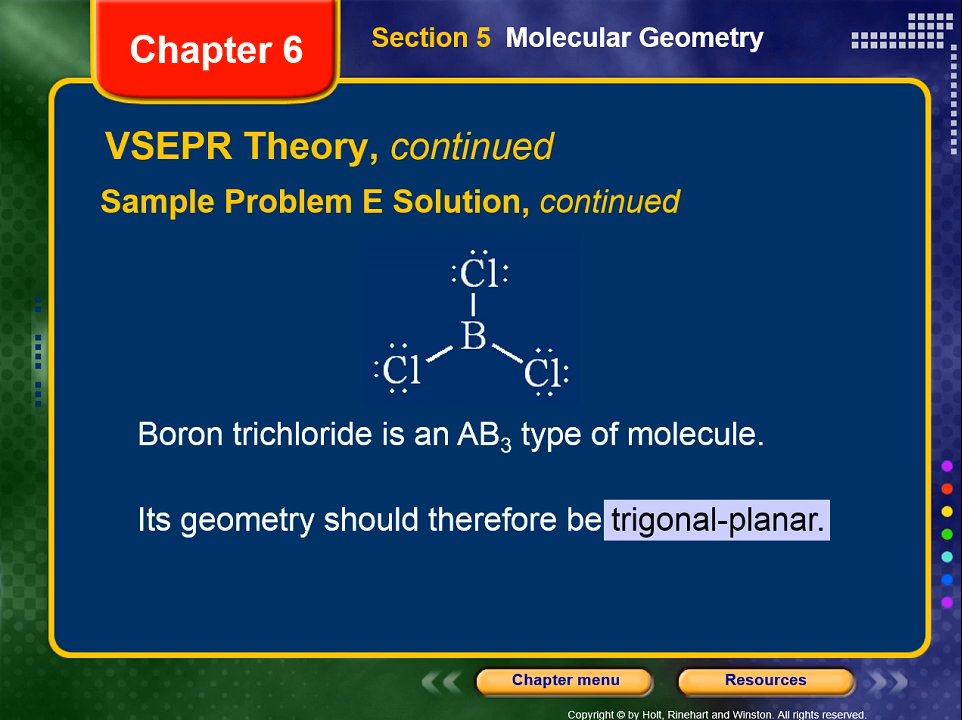 Chapter 6
Section 5 Molecular Geometry
VSEPR Theory, continued
Sample Problem E Solution, continued
:Cl:
B
:Cl
Cl:
Boron trichloride is an AB₃ type of molecule.
Its geometry should therefore be trigonal-planar.
Chapter menu
Resources
Copyright © by Holt, Rinehart and Winston. All rights reserved.